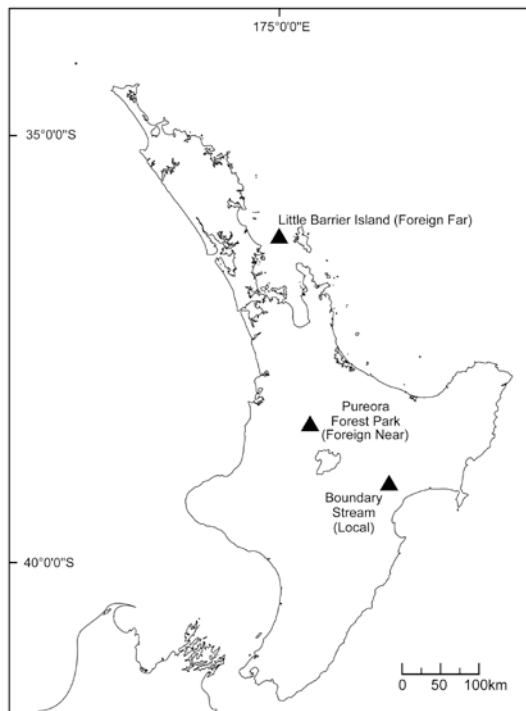 175°0'0"E
35°0'0"S
Little Barrier Island (Foreign Far)
Pureora
Forest Park
(Foreign Near)
Boundary
Stream
(Local)
40°0'0"S
0 50 100km